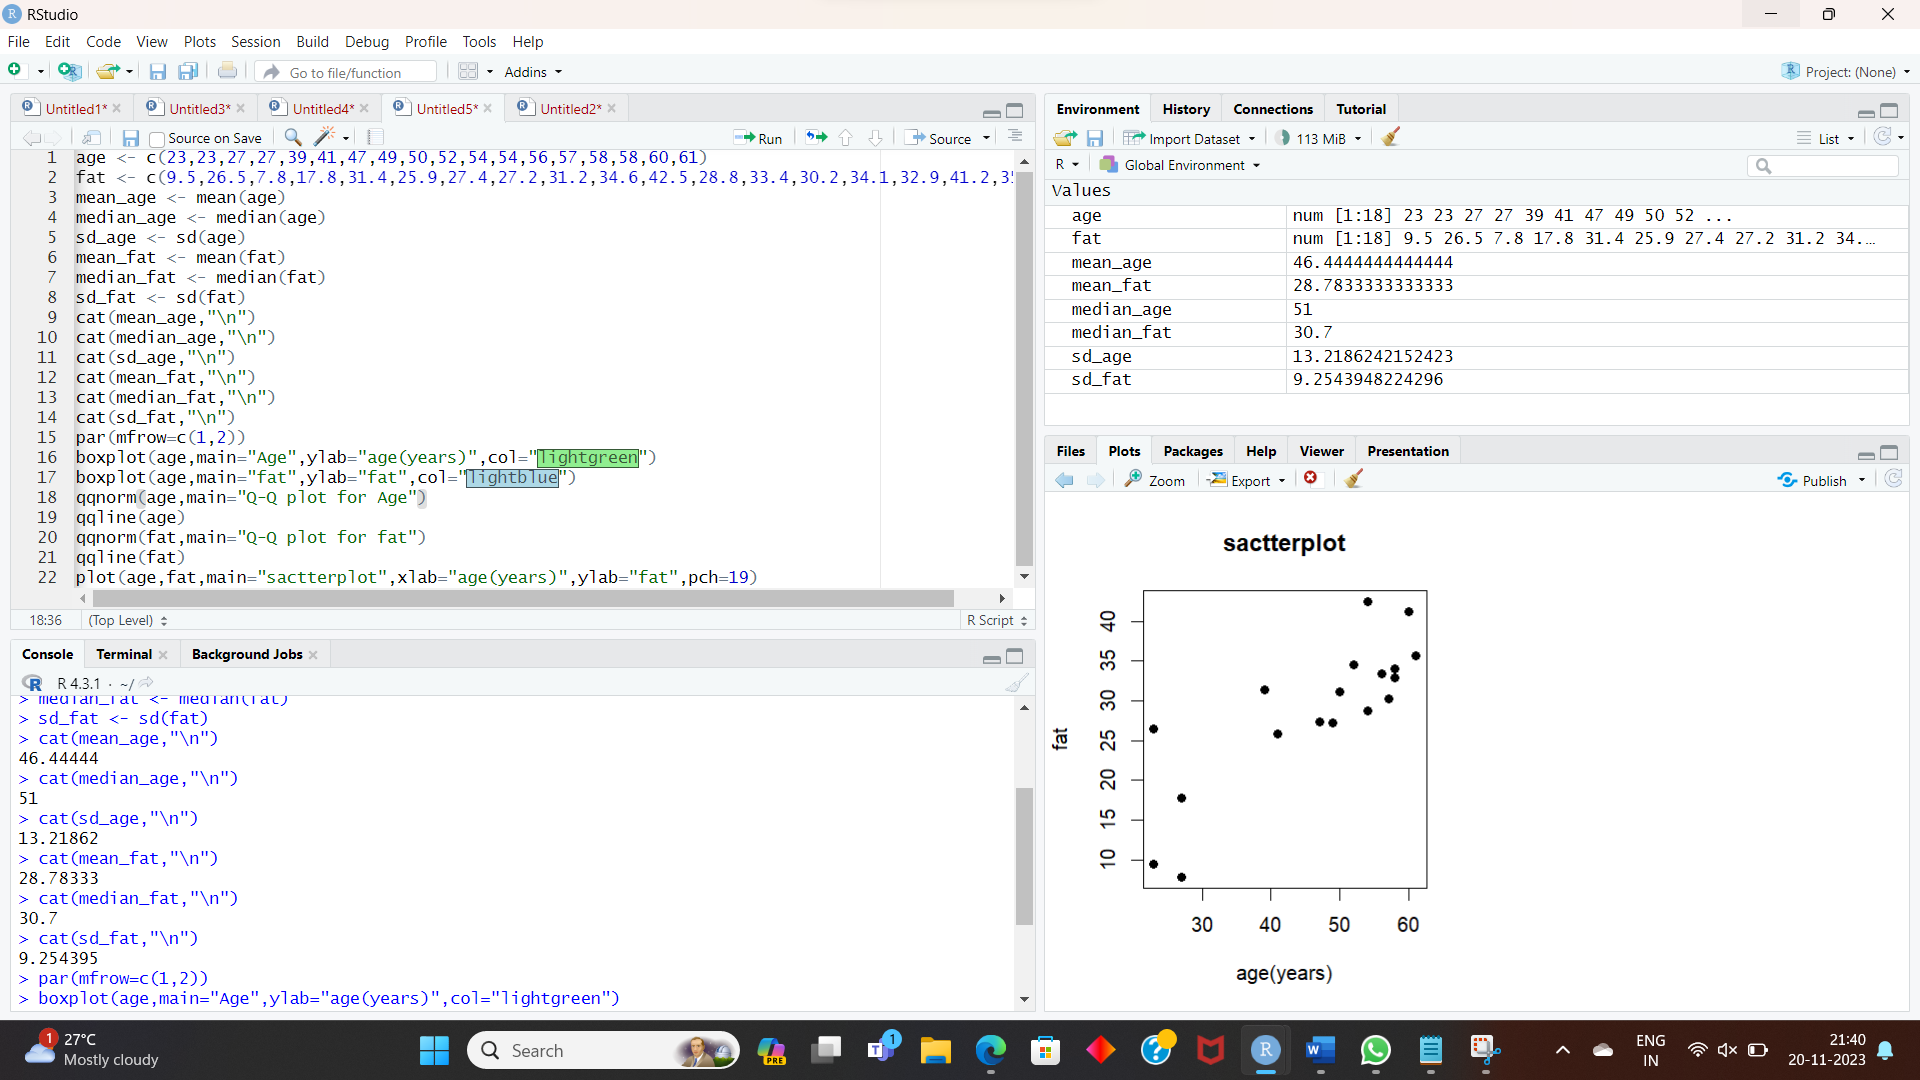 RStudio
File Edit Code View Plots Session Build Debug Profile Tools Help
Go to file/function Addins Project: (None)
Untitled1* Untitled3* Untitled4* Untitled5* Untitled2*
Source on Save Run Source
1 age <- c(23,23,27,27,39,41,47,49,50,52,54,54,56,57,58,58,60,61)
2 fat <- c(9.5,26.5,7.8,17.8,31.4,25.9,27.4,27.2,31.2,34.6,42.5,28.8,33.4,30.2,34.1,32.9,41.2,3
3 mean_age <- mean(age)
4 median_age <- median(age)
5 sd_age <- sd(age)
6 mean_fat <- mean(fat)
7 median_fat <- median(fat)
8 sd_fat <- sd(fat)
9 cat(mean_age,"\n")
10 cat(median_age,"\n")
11 cat(sd_age,"\n")
12 cat(mean_fat,"\n")
13 cat(median_fat,"\n")
14 cat(sd_fat,"\n")
15 par(mfrow=c(1,2))
16 boxplot(age,main="Age",ylab="age(years)",col="lightgreen")
17 boxplot(age,main="fat",ylab="fat",col="lightblue")
18 qqnorm(age,main="Q-Q plot for Age")
19 qqline(age)
20 qqnorm(fat,main="Q-Q plot for fat")
21 qqline(fat)
22 plot(age,fat,main="sactterplot",xlab="age(years)",ylab="fat",pch=19)
18:36 (Top Level) R Script
Console Terminal Background Jobs
R 4.3.1 · ~/
> median_fat <- median(fat)
> sd_fat <- sd(fat)
> cat(mean_age,"\n")
46.44444
> cat(median_age,"\n")
51
> cat(sd_age,"\n")
13.21862
> cat(mean_fat,"\n")
28.78333
> cat(median_fat,"\n")
30.7
> cat(sd_fat,"\n")
9.254395
> par(mfrow=c(1,2))
> boxplot(age,main="Age",ylab="age(years)",col="lightgreen")
Environment History Connections Tutorial
Import Dataset 113 MiB List
R Global Environment
Values
age num [1:18] 23 23 27 27 39 41 47 49 50 52 ...
fat num [1:18] 9.5 26.5 7.8 17.8 31.4 25.9 27.4 27.2 31.2 34.…
mean_age 46.4444444444444
mean_fat 28.7833333333333
median_age 51
median_fat 30.7
sd_age 13.2186242152423
sd_fat 9.2543948224296
Files Plots Packages Help Viewer Presentation
Zoom Export Publish
sactterplot
40
35
30
25
20
15
10
fat
30 40 50 60
age(years)
1 27°C
Mostly cloudy
Search
PRE
1
ENG
IN
21:40
20-11-2023